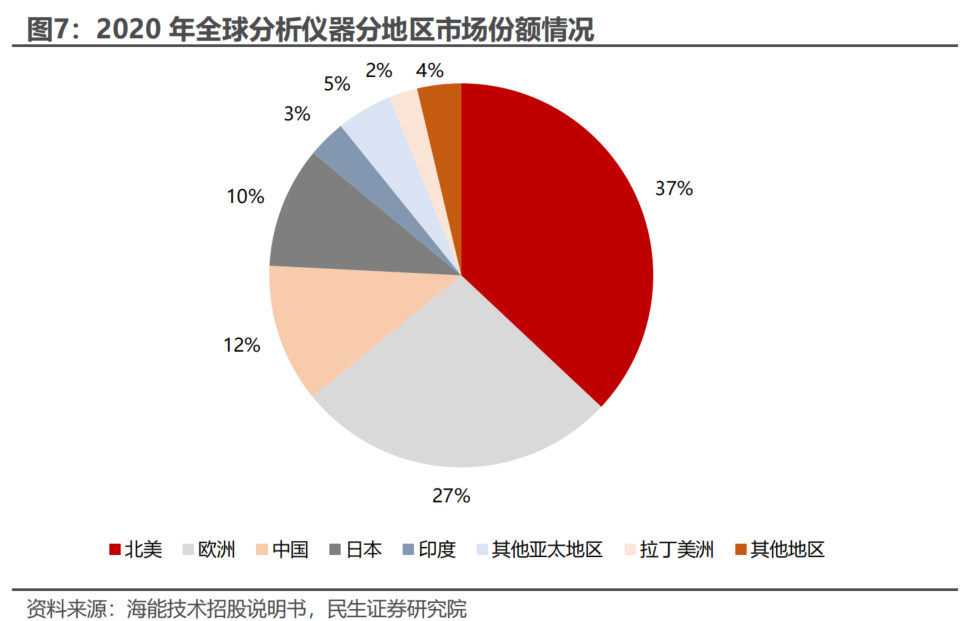 图7：2020 年全球分析仪器分地区市场份额情况
4%
2%
5%
3%
37%
10%
12%
27%
北美 欧洲 中国 日本 印度 其他亚太地区 拉丁美洲 其他地区
资料来源：海能技术招股说明书，民生证券研究院